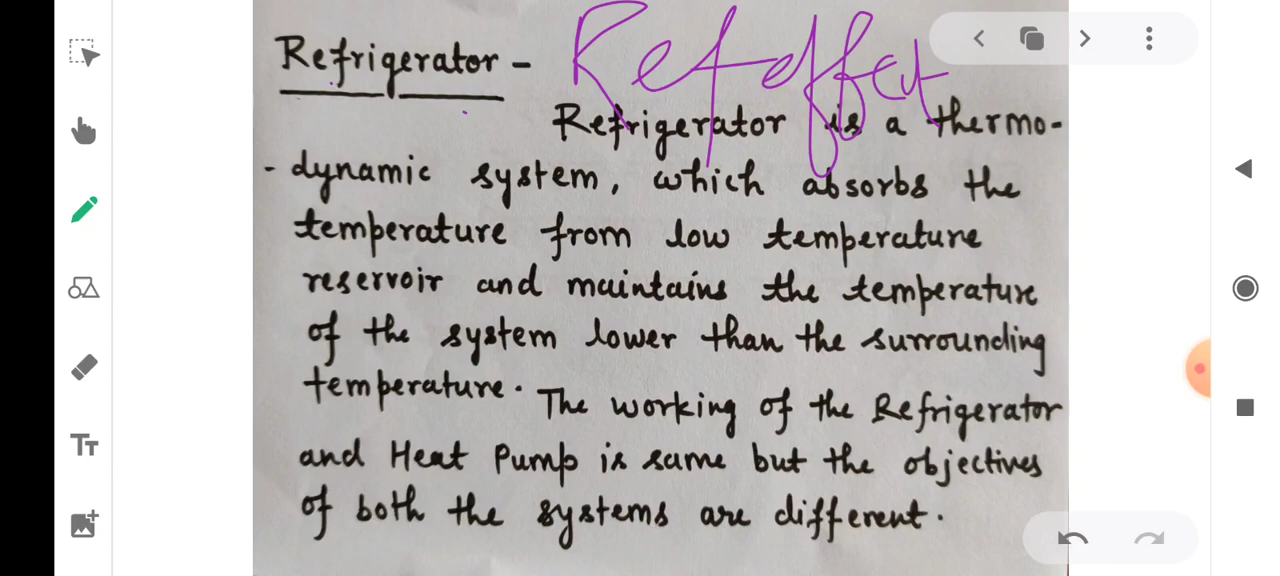 Refrigerator - Ref effect
Refrigerator is a thermo-
- dynamic system, which absorbs the
temperature from low temperature
reservoir and maintains the temperature
of the system lower than the surrounding
temperature. The working of the Refrigerator
and Heat Pump is same but the objectives
of both the systems are different.
TT